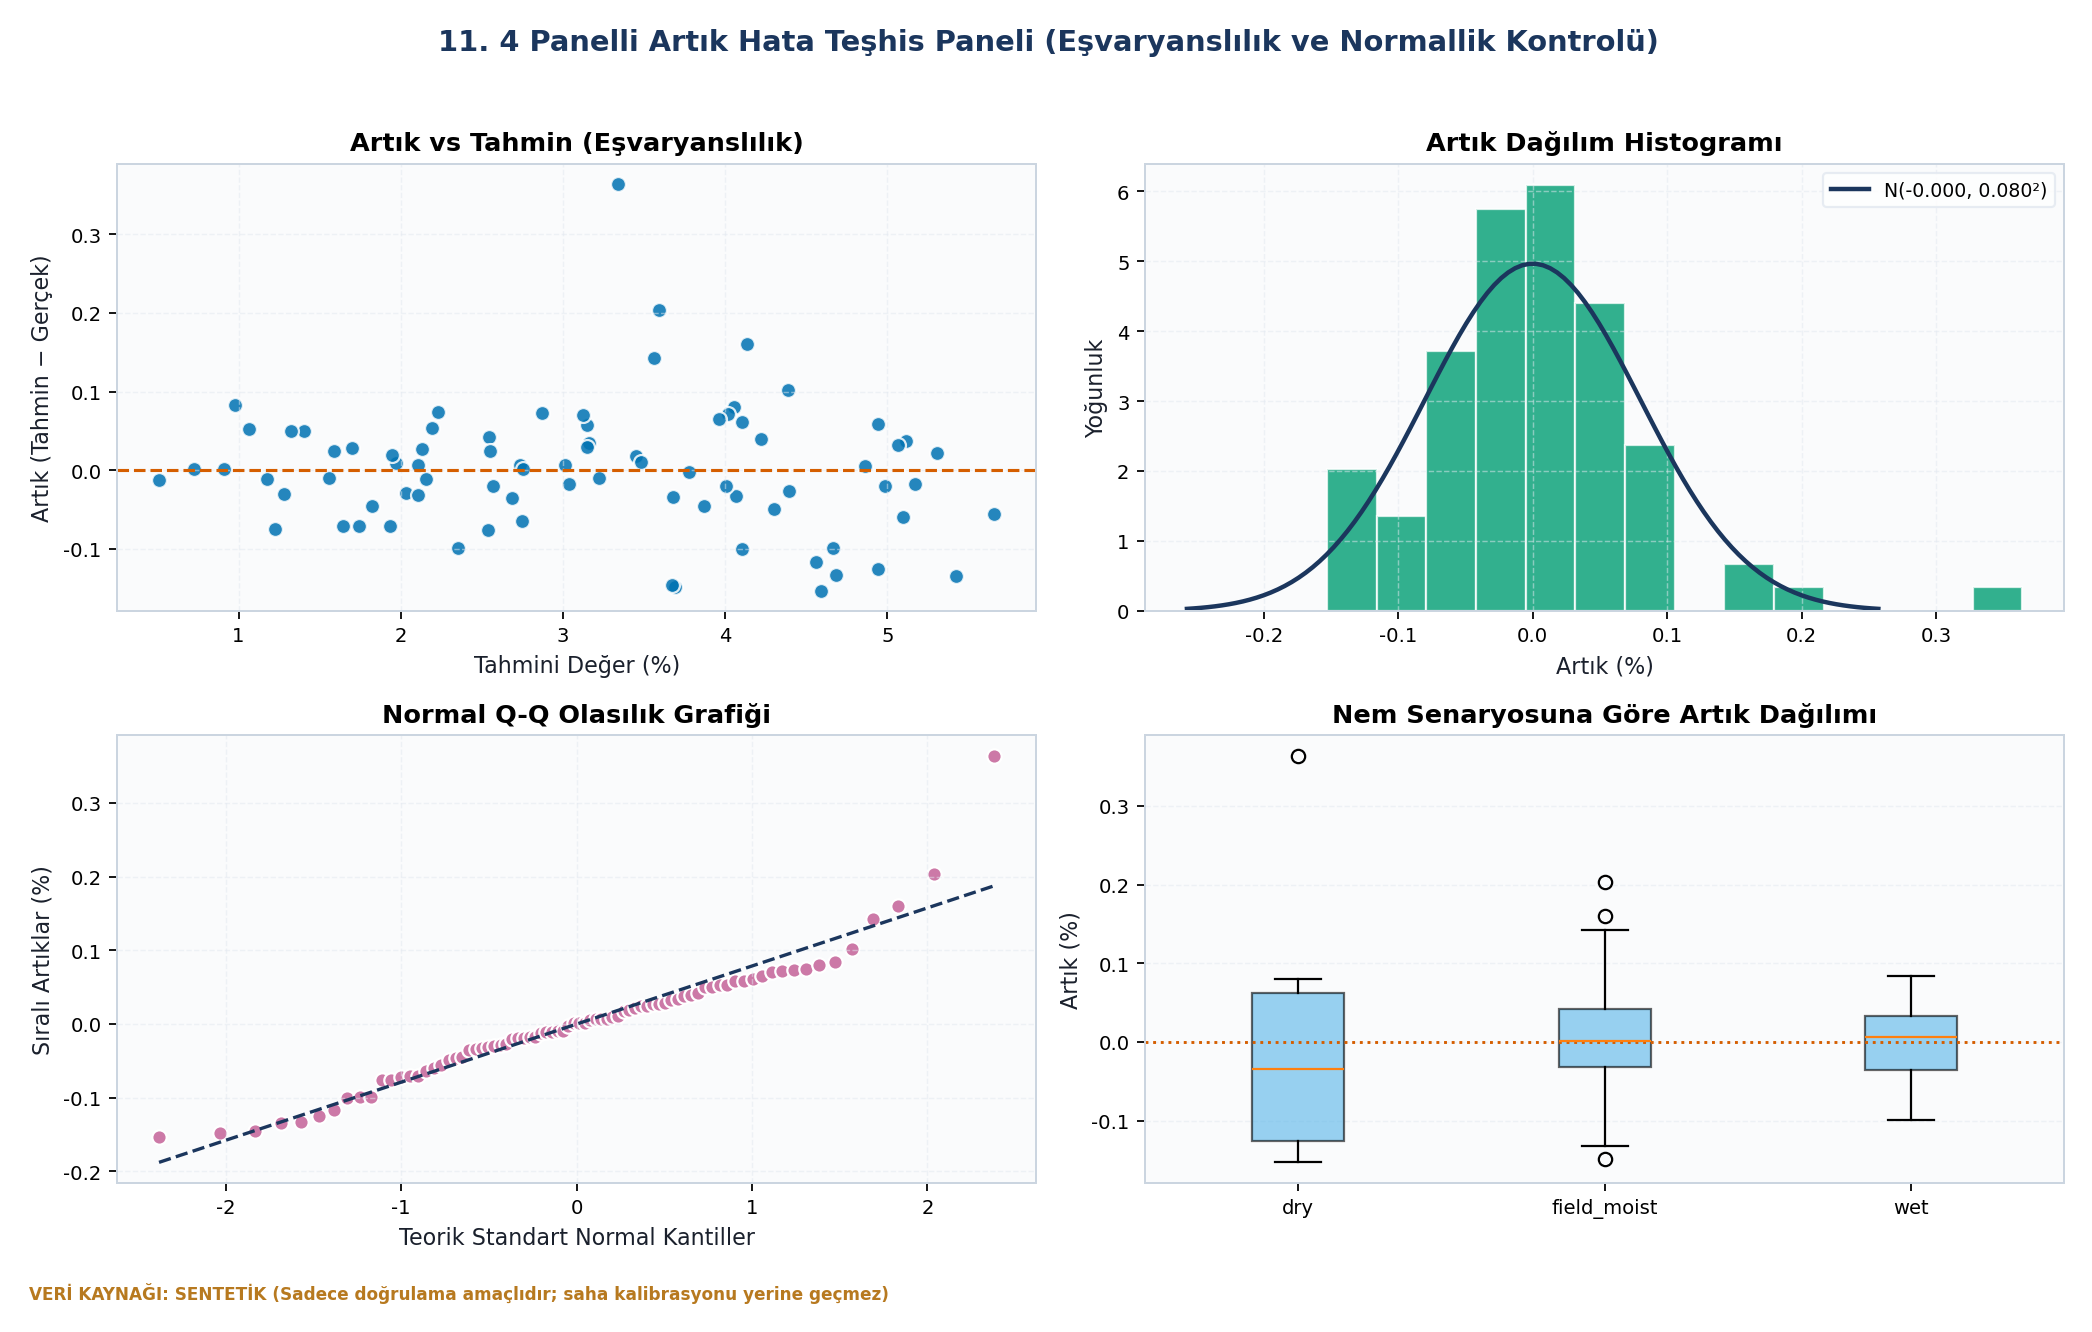 11. 4 Panelli Artık Hata Teşhis Paneli (Eşvaryanslılık ve Normallik Kontrolü)
Artık vs Tahmin (Eşvaryanslılık)
Artık (Tahmin − Gerçek)
0.3
0.2
0.1
0.0
-0.1
1 2 3 4 5
Tahmini Değer (%)
Artık Dağılım Histogramı
N(-0.000, 0.080²)
Yoğunluk
6
5
4
3
2
1
0
-0.2 -0.1 0.0 0.1 0.2 0.3
Artık (%)
Normal Q-Q Olasılık Grafiği
Sıralı Artıklar (%)
0.3
0.2
0.1
0.0
-0.1
-0.2
-2 -1 0 1 2
Teorik Standart Normal Kantiller
Nem Senaryosuna Göre Artık Dağılımı
Artık (%)
0.3
0.2
0.1
0.0
-0.1
dry field_moist wet
VERİ KAYNAĞI: SENTETİK (Sadece doğrulama amaçlıdır; saha kalibrasyonu yerine geçmez)